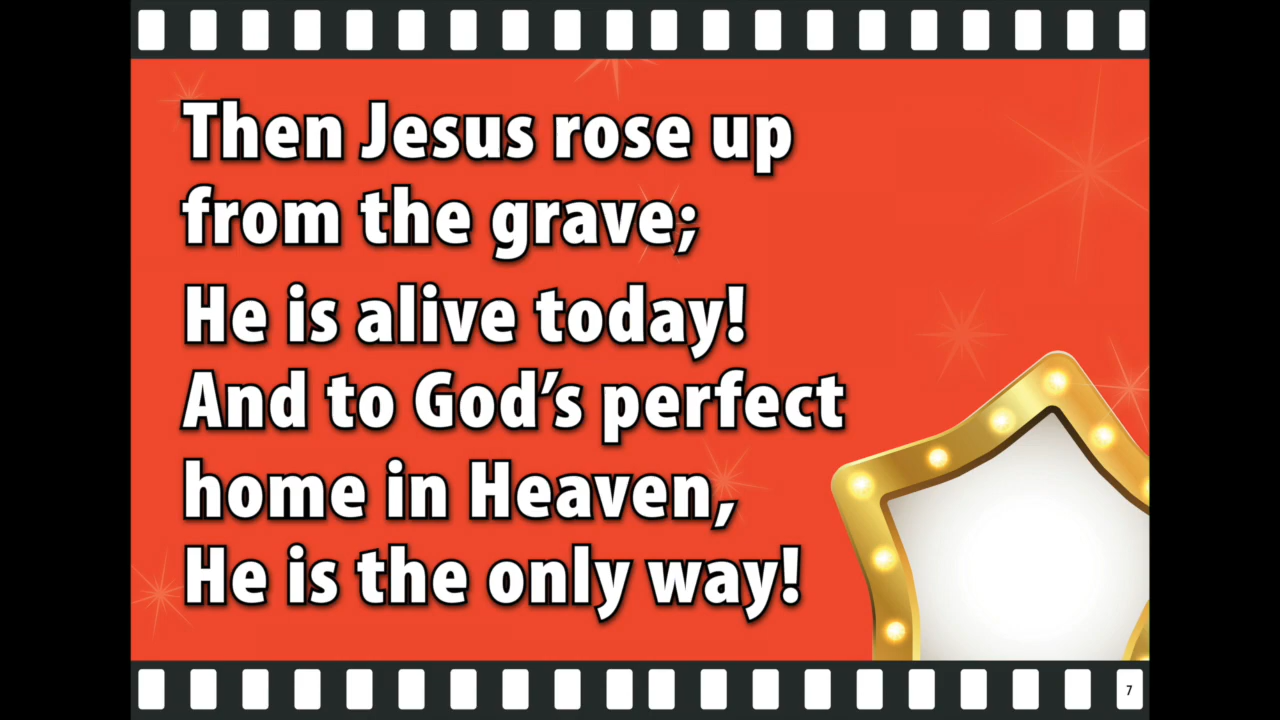 Then Jesus rose up
from the grave;
He is alive today!
And to God’s perfect
home in Heaven,
He is the only way!
7